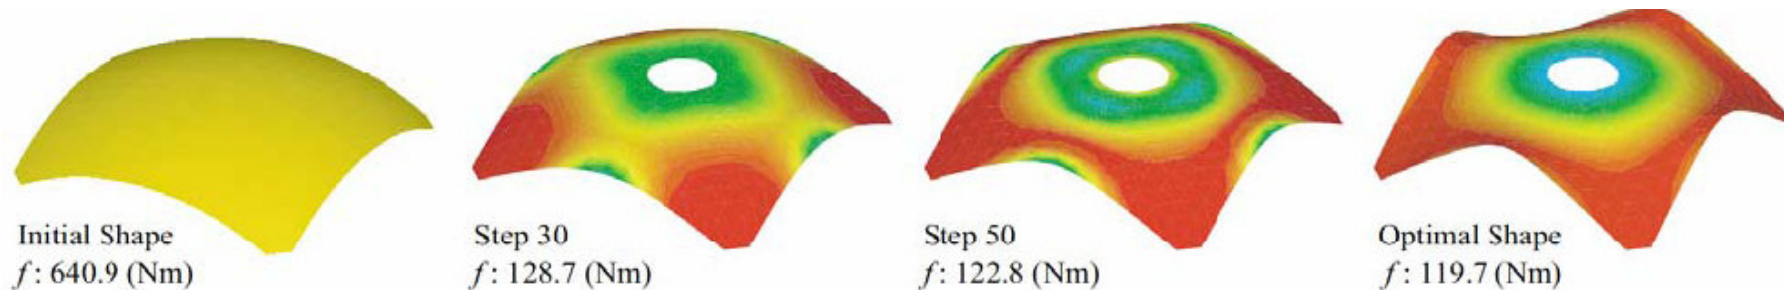 Initial Shape
f: 640.9 (Nm)
Step 30
f: 128.7 (Nm)
Step 50
f: 122.8 (Nm)
Optimal Shape
f: 119.7 (Nm)